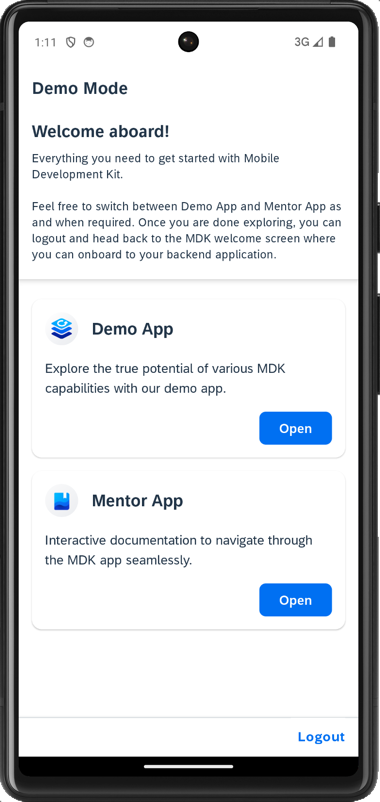 1:11
3G
Demo Mode
Welcome aboard!
Everything you need to get started with Mobile
Development Kit.
Feel free to switch between Demo App and Mentor App as
and when required. Once you are done exploring, you can
logout and head back to the MDK welcome screen where
you can onboard to your backend application.
Demo App
Explore the true potential of various MDK
capabilities with our demo app.
Open
Mentor App
Interactive documentation to navigate through
the MDK app seamlessly.
Open
Logout